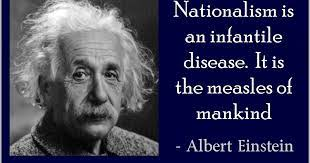 Nationalism is
an infantile
disease. It is
the measles of
mankind
- Albert Einstein